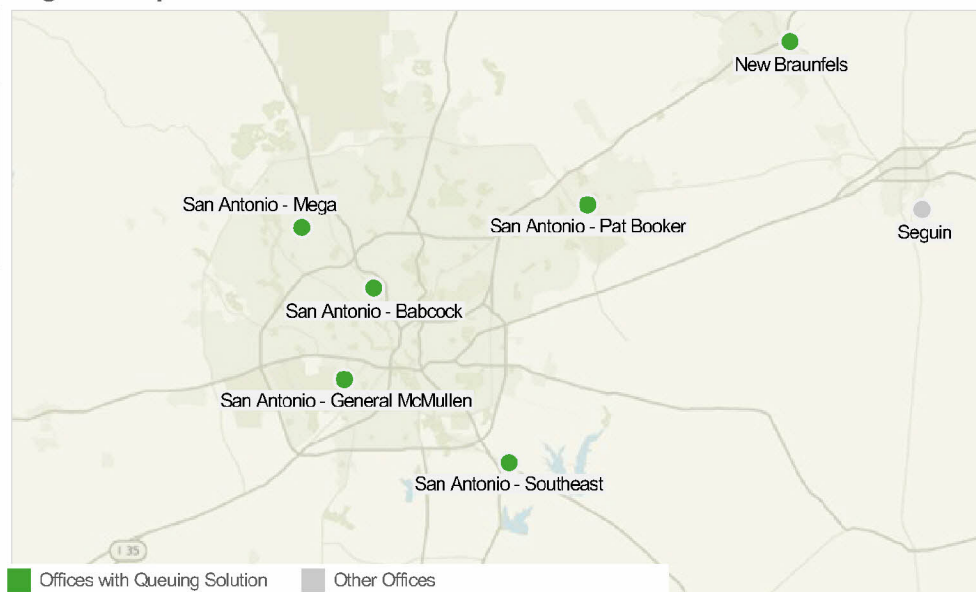 New Braunfels
San Antonio - Mega
San Antonio - Pat Booker
Seguin
San Antonio - Babcock
San Antonio - General McMullen
San Antonio - Southeast
I 35
Offices with Queuing Solution
Other Offices